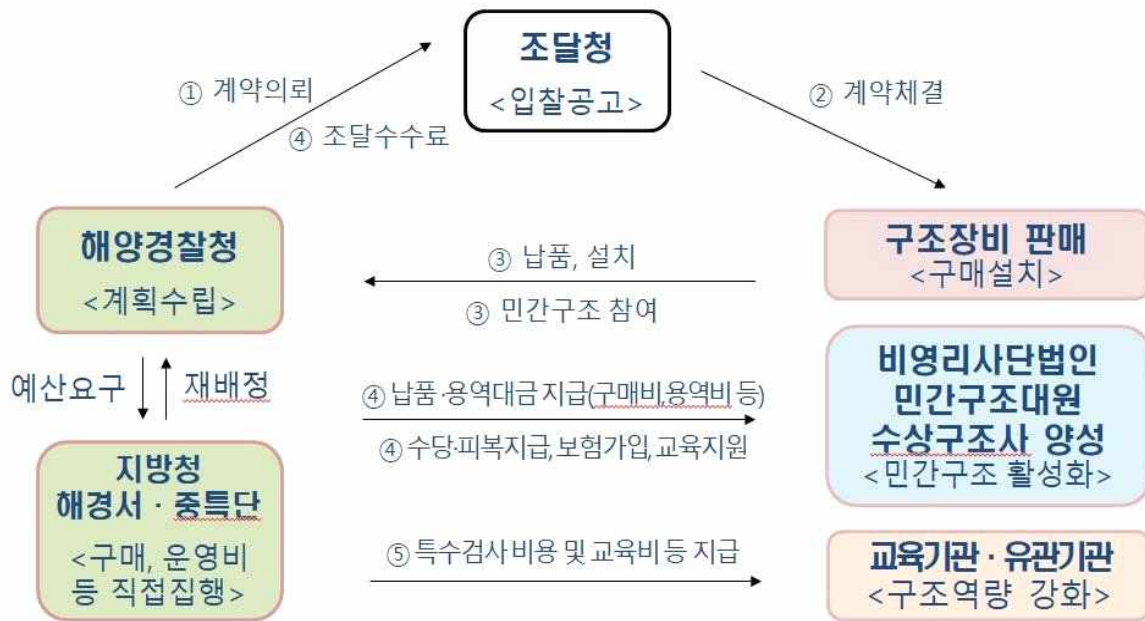 조달청
<입찰공고>
① 계약의뢰
④ 조달수수료
② 계약체결
해양경찰청
<계획수립>
③ 납품, 설치
③ 민간구조 참여
구조장비 판매
<구매설치>
예산요구
재배정
④ 납품·용역대금 지급(구매비,용역비 등)
④ 수당·피복지급, 보험가입, 교육지원
비영리사단법인
민간구조대원
수상구조사 양성
<민간구조 활성화>
지방청
해경서 · 중특단
<구매, 운영비
등 직접집행>
⑤ 특수검사 비용 및 교육비 등 지급
교육기관 · 유관기관
<구조역량 강화>